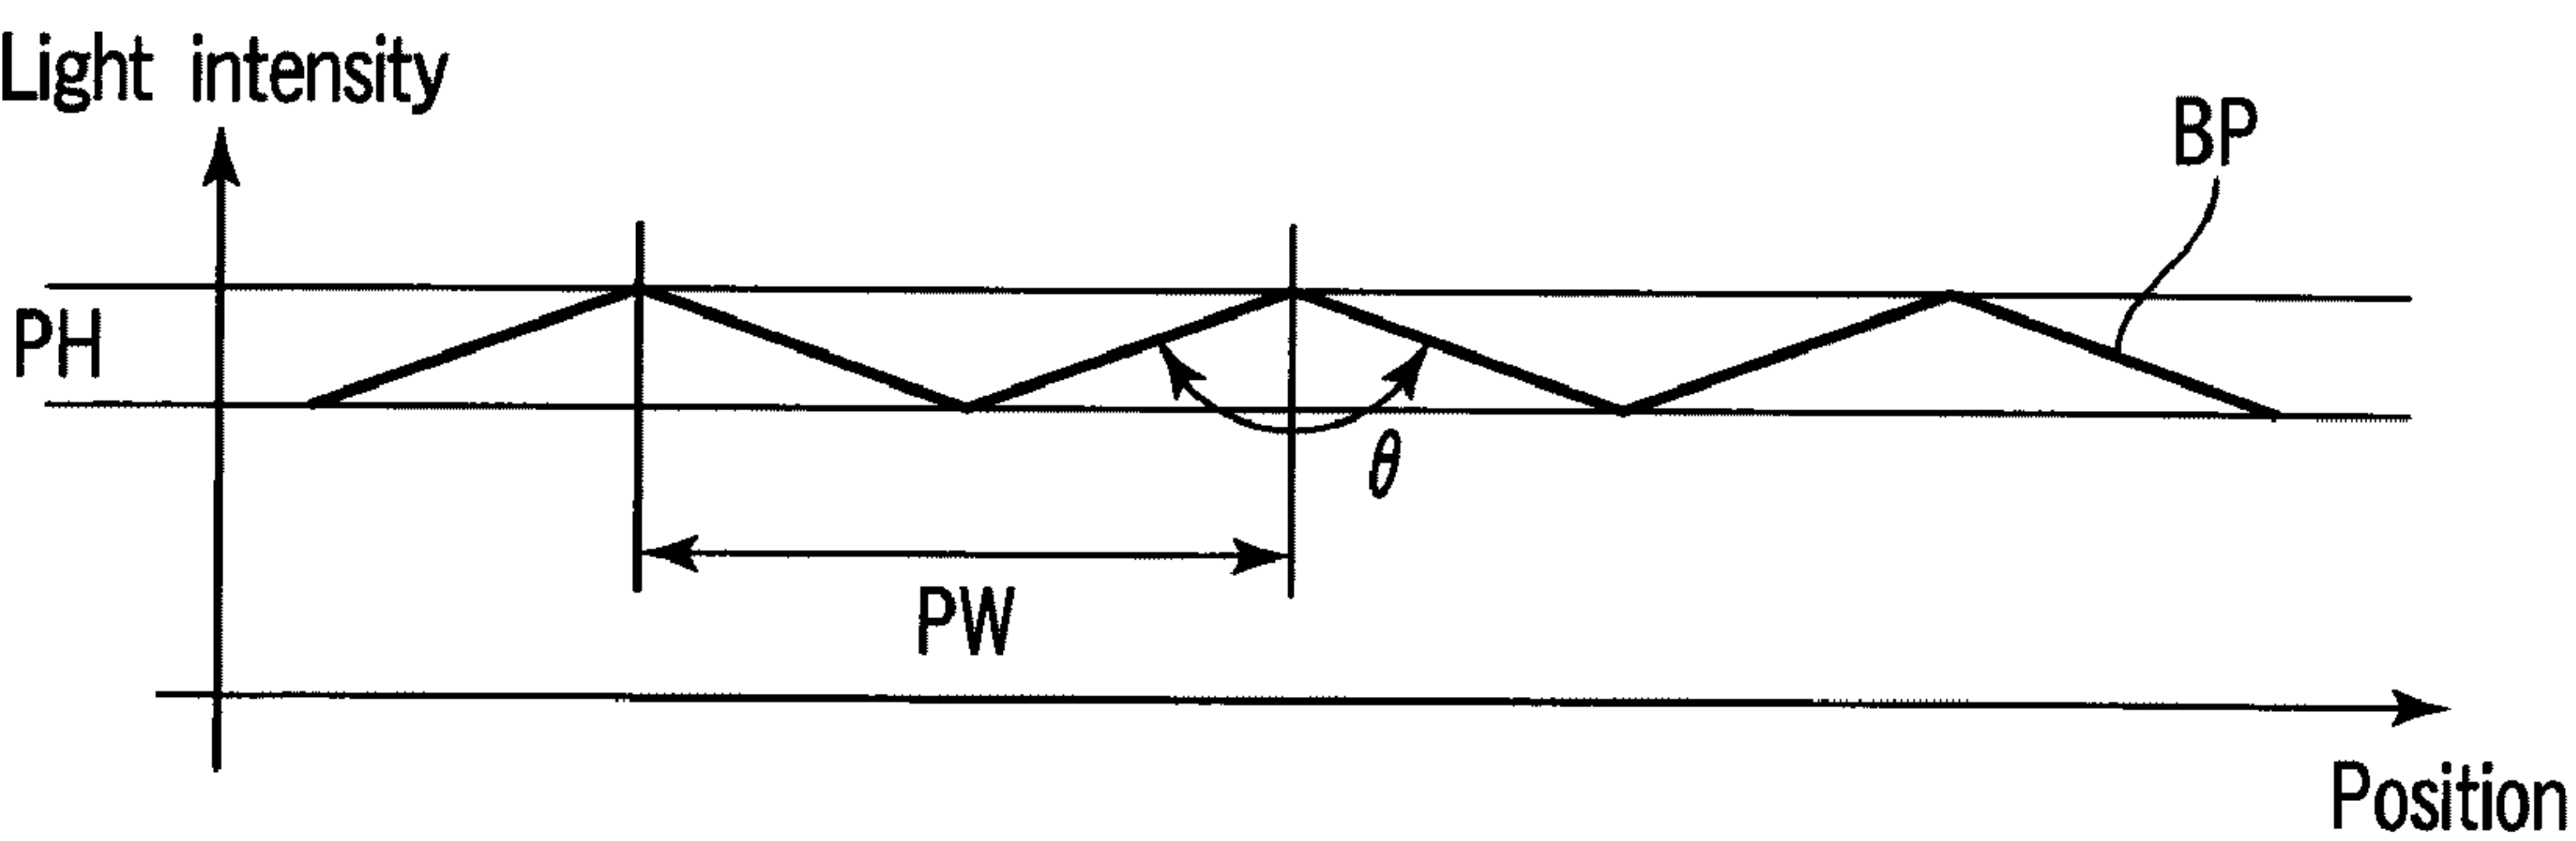 Light intensity
BP
PH
θ
PW
Position